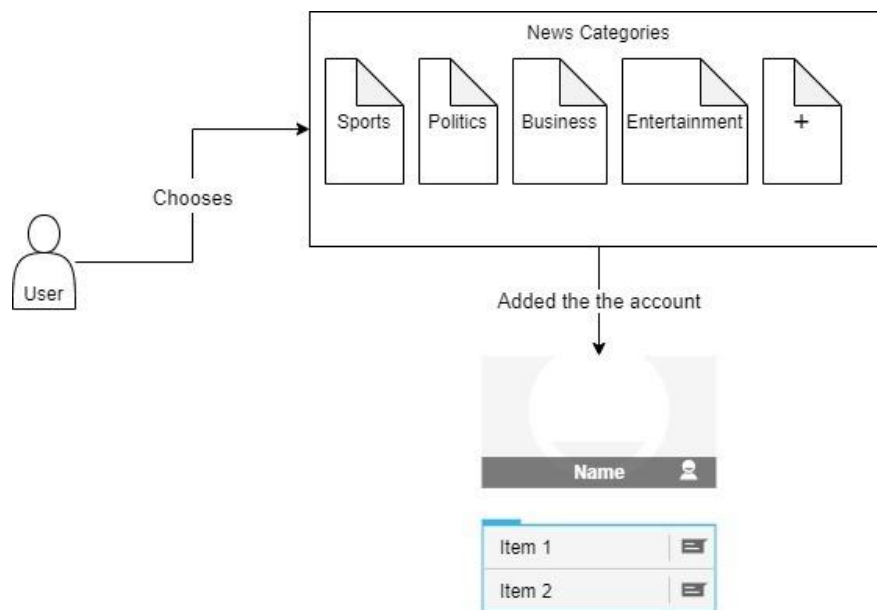 News Categories
Sports
Politics
Business
Entertainment
+
Chooses
User
Added the the account
Name
Item 1
Item 2